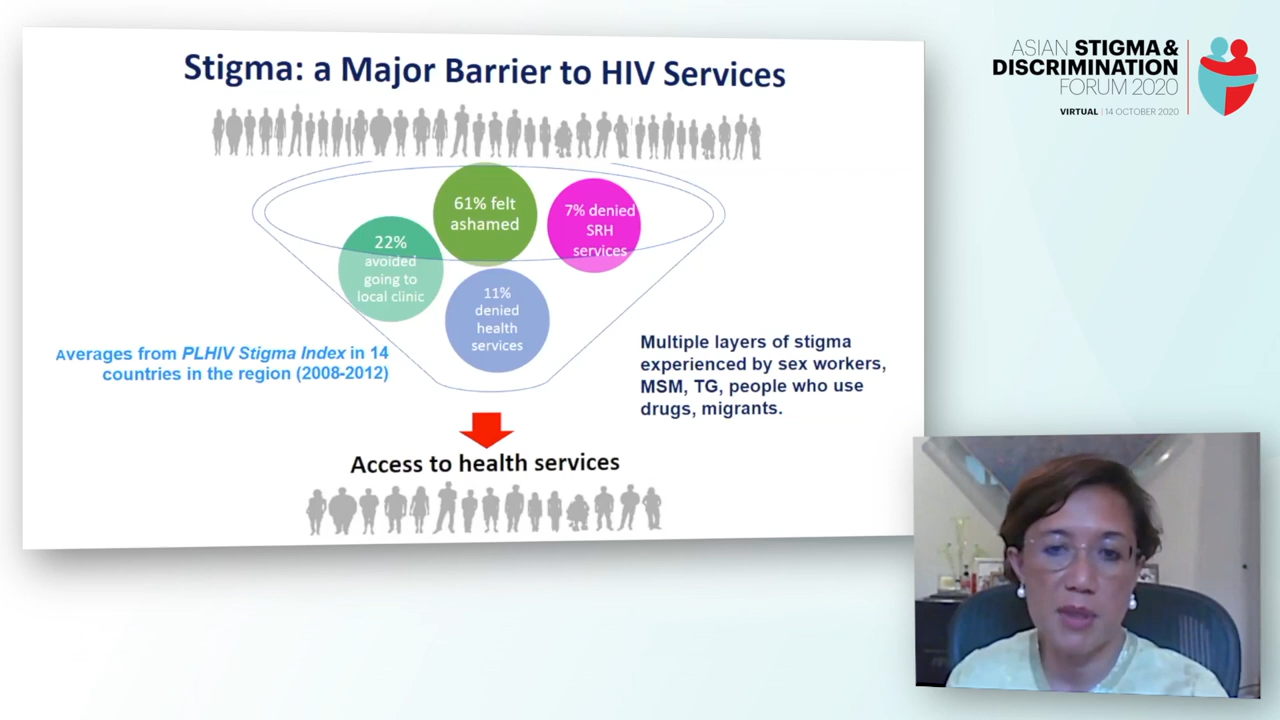 Stigma: a Major Barrier to HIV Services
61% felt
ashamed
7% denied
SRH
services
22%
avoided
going to
local clinic
11%
denied
health
services
Averages from PLHIV Stigma Index in 14
countries in the region (2008-2012)
Multiple layers of stigma
experienced by sex workers,
MSM, TG, people who use
drugs, migrants.
Access to health services
ASIAN STIGMA &
DISCRIMINATION
FORUM 2020
VIRTUAL | 14 OCTOBER 2020